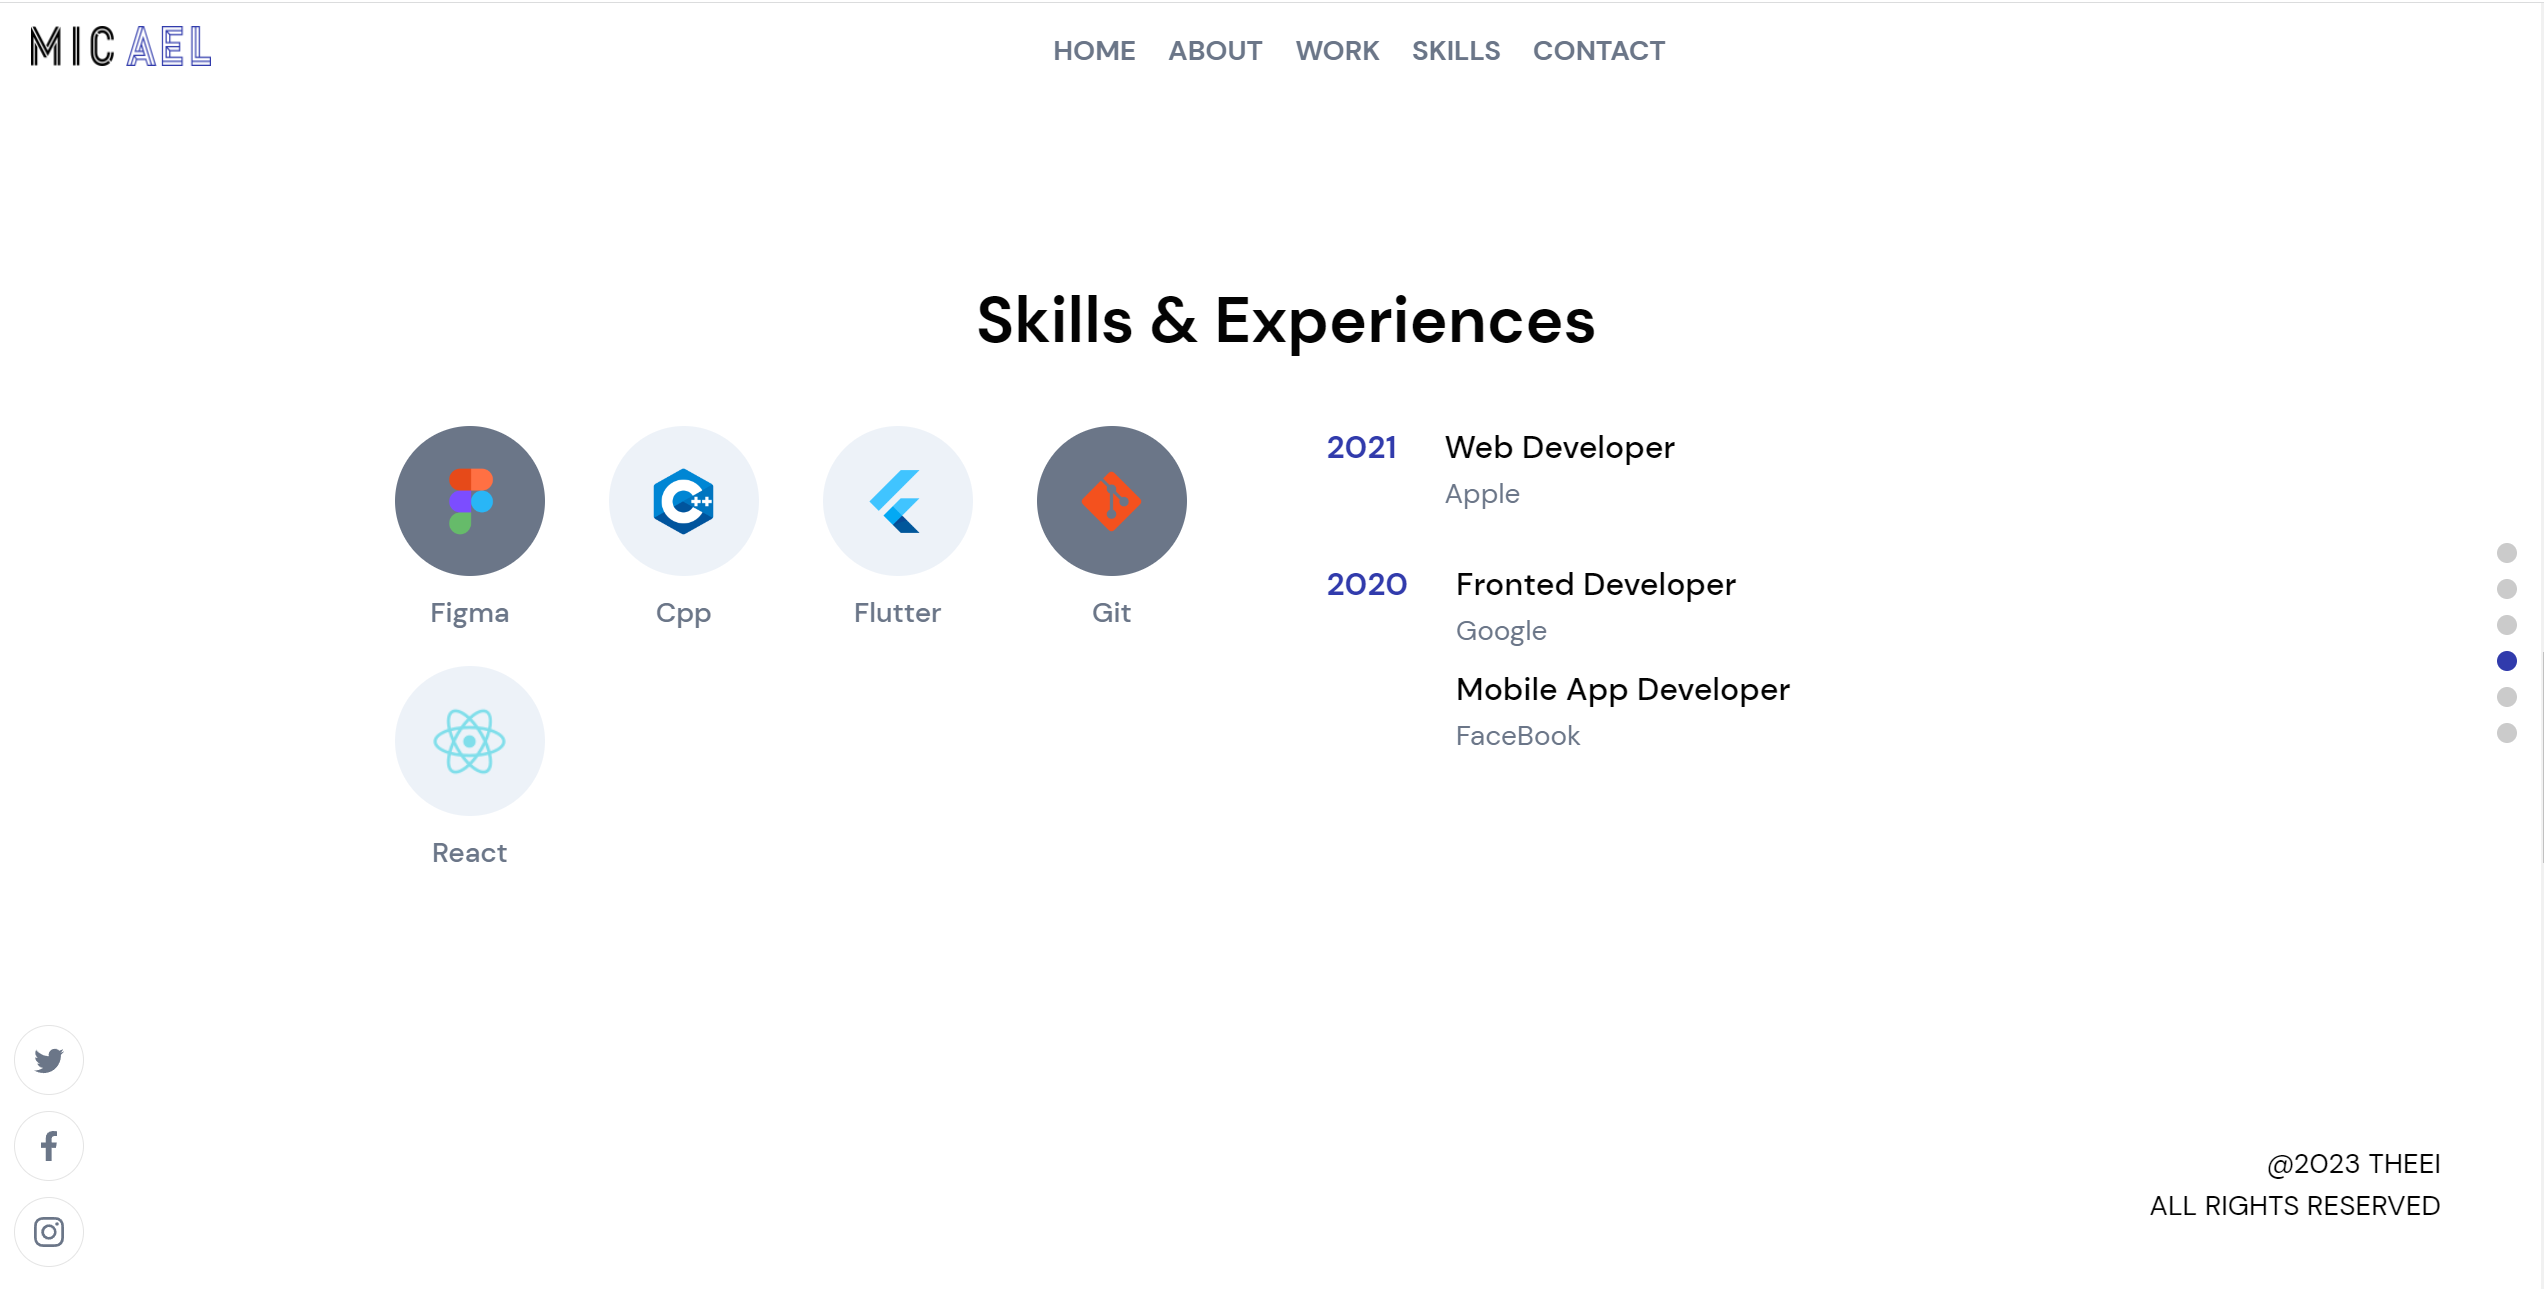 MICAEL
HOME ABOUT WORK SKILLS CONTACT
Skills & Experiences
Figma
Cpp
Flutter
Git
React
2021 Web Developer
Apple
2020 Fronted Developer
Google
Mobile App Developer
FaceBook
@2023 THEEI
ALL RIGHTS RESERVED